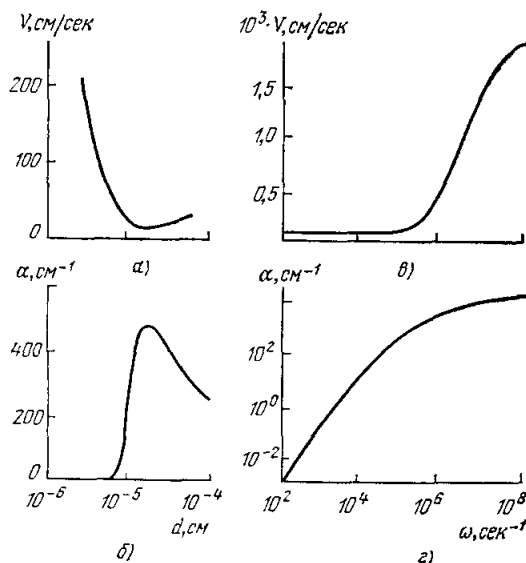 V, см/сек
200
100
0
а)
10³·V, см/сек
1,5
1,0
0,5
в)
α, см⁻¹
400
200
0
10⁻⁶
10⁻⁵
10⁻⁴
d, см
б)
α, см⁻¹
10²
10⁰
10⁻²
10²
10⁴
10⁶
10⁸
ω, сек⁻¹
г)